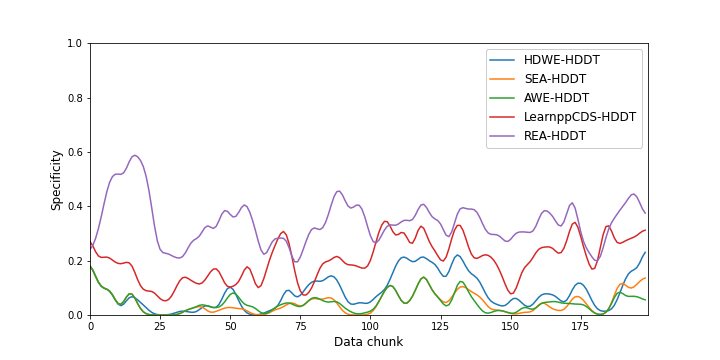 1.0
0.8
0.6
0.4
0.2
0.0
Specificity
0 25 50 75 100 125 150 175
Data chunk
HDWE-HDDT
SEA-HDDT
AWE-HDDT
LearnppCDS-HDDT
REA-HDDT